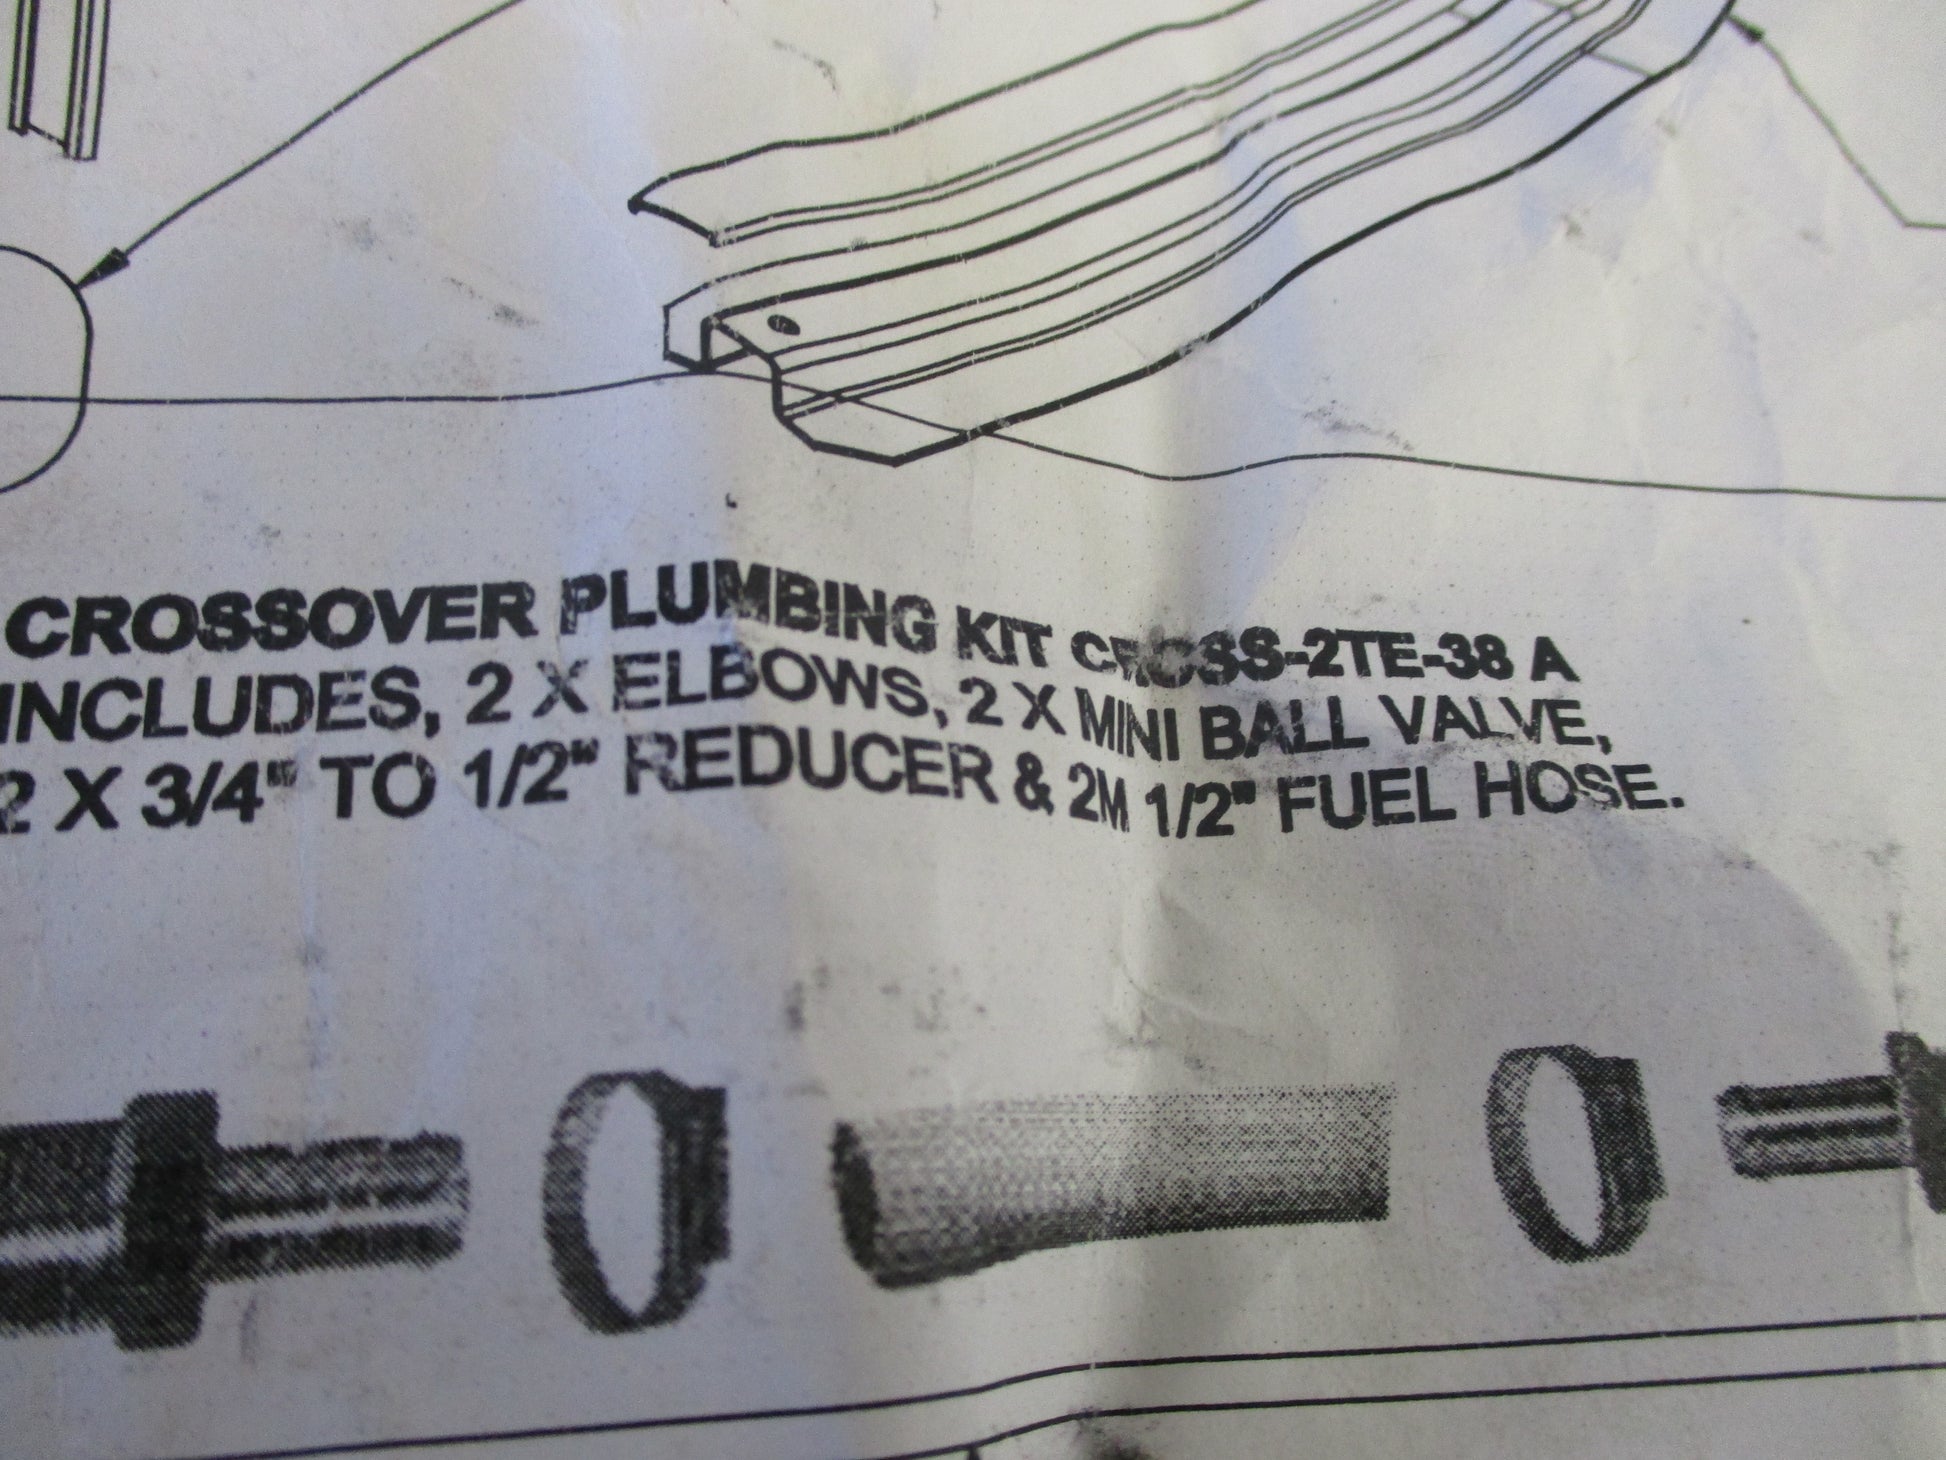 CROSSOVER PLUMBING KIT CROSS-2TE-38 A
INCLUDES, 2 X ELBOWS, 2 X MINI BALL VALVE,
2 X 3/4" TO 1/2" REDUCER & 2M 1/2" FUEL HOSE.